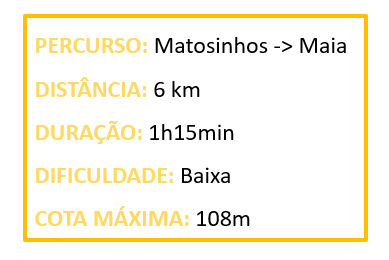 PERCURSO: Matosinhos -> Maia
DISTÂNCIA: 6 km
DURAÇÃO: 1h15min
DIFICULDADE: Baixa
COTA MÁXIMA: 108m